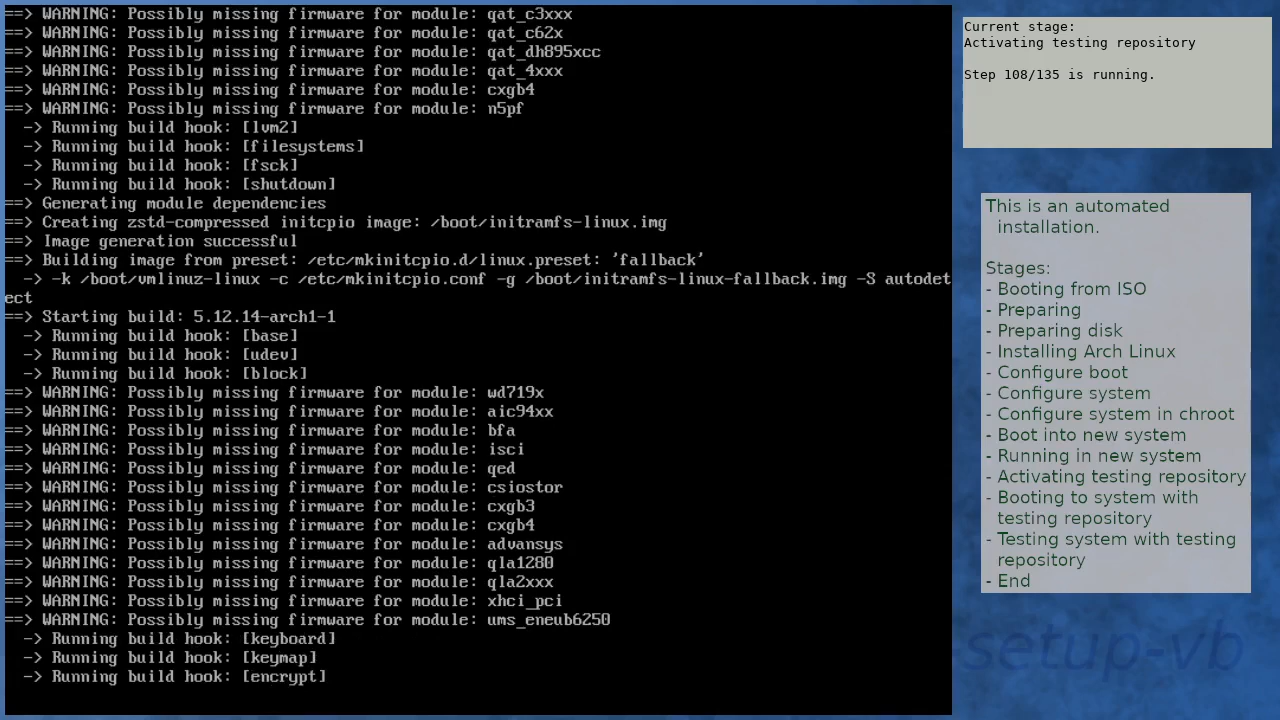 ==> WARNING: Possibly missing firmware for module: qat_c3xxx
==> WARNING: Possibly missing firmware for module: qat_c62x
==> WARNING: Possibly missing firmware for module: qat_dh895xcc
==> WARNING: Possibly missing firmware for module: qat_4xxx
==> WARNING: Possibly missing firmware for module: cxgb4
==> WARNING: Possibly missing firmware for module: n5pf
  -> Running build hook: [lvm2]
  -> Running build hook: [filesystems]
  -> Running build hook: [fsck]
  -> Running build hook: [shutdown]
==> Generating module dependencies
==> Creating zstd-compressed initcpio image: /boot/initramfs-linux.img
==> Image generation successful
==> Building image from preset: /etc/mkinitcpio.d/linux.preset: 'fallback'
  -> -k /boot/vmlinuz-linux -c /etc/mkinitcpio.conf -g /boot/initramfs-linux-fallback.img -S autodet
ect
==> Starting build: 5.12.14-arch1-1
  -> Running build hook: [base]
  -> Running build hook: [udev]
  -> Running build hook: [block]
==> WARNING: Possibly missing firmware for module: wd719x
==> WARNING: Possibly missing firmware for module: aic94xx
==> WARNING: Possibly missing firmware for module: bfa
==> WARNING: Possibly missing firmware for module: isci
==> WARNING: Possibly missing firmware for module: qed
==> WARNING: Possibly missing firmware for module: csiostor
==> WARNING: Possibly missing firmware for module: cxgb3
==> WARNING: Possibly missing firmware for module: cxgb4
==> WARNING: Possibly missing firmware for module: advansys
==> WARNING: Possibly missing firmware for module: qla1280
==> WARNING: Possibly missing firmware for module: qla2xxx
==> WARNING: Possibly missing firmware for module: xhci_pci
==> WARNING: Possibly missing firmware for module: ums_eneub6250
  -> Running build hook: [keyboard]
  -> Running build hook: [keymap]
  -> Running build hook: [encrypt]
Current stage:
Activating testing repository
Step 108/135 is running.
This is an automated
installation.
Stages:
- Booting from ISO
- Preparing
- Preparing disk
- Installing Arch Linux
- Configure boot
- Configure system
- Configure system in chroot
- Boot into new system
- Running in new system
- Activating testing repository
- Booting to system with
testing repository
- Testing system with testing
repository
- End
-setup-vb